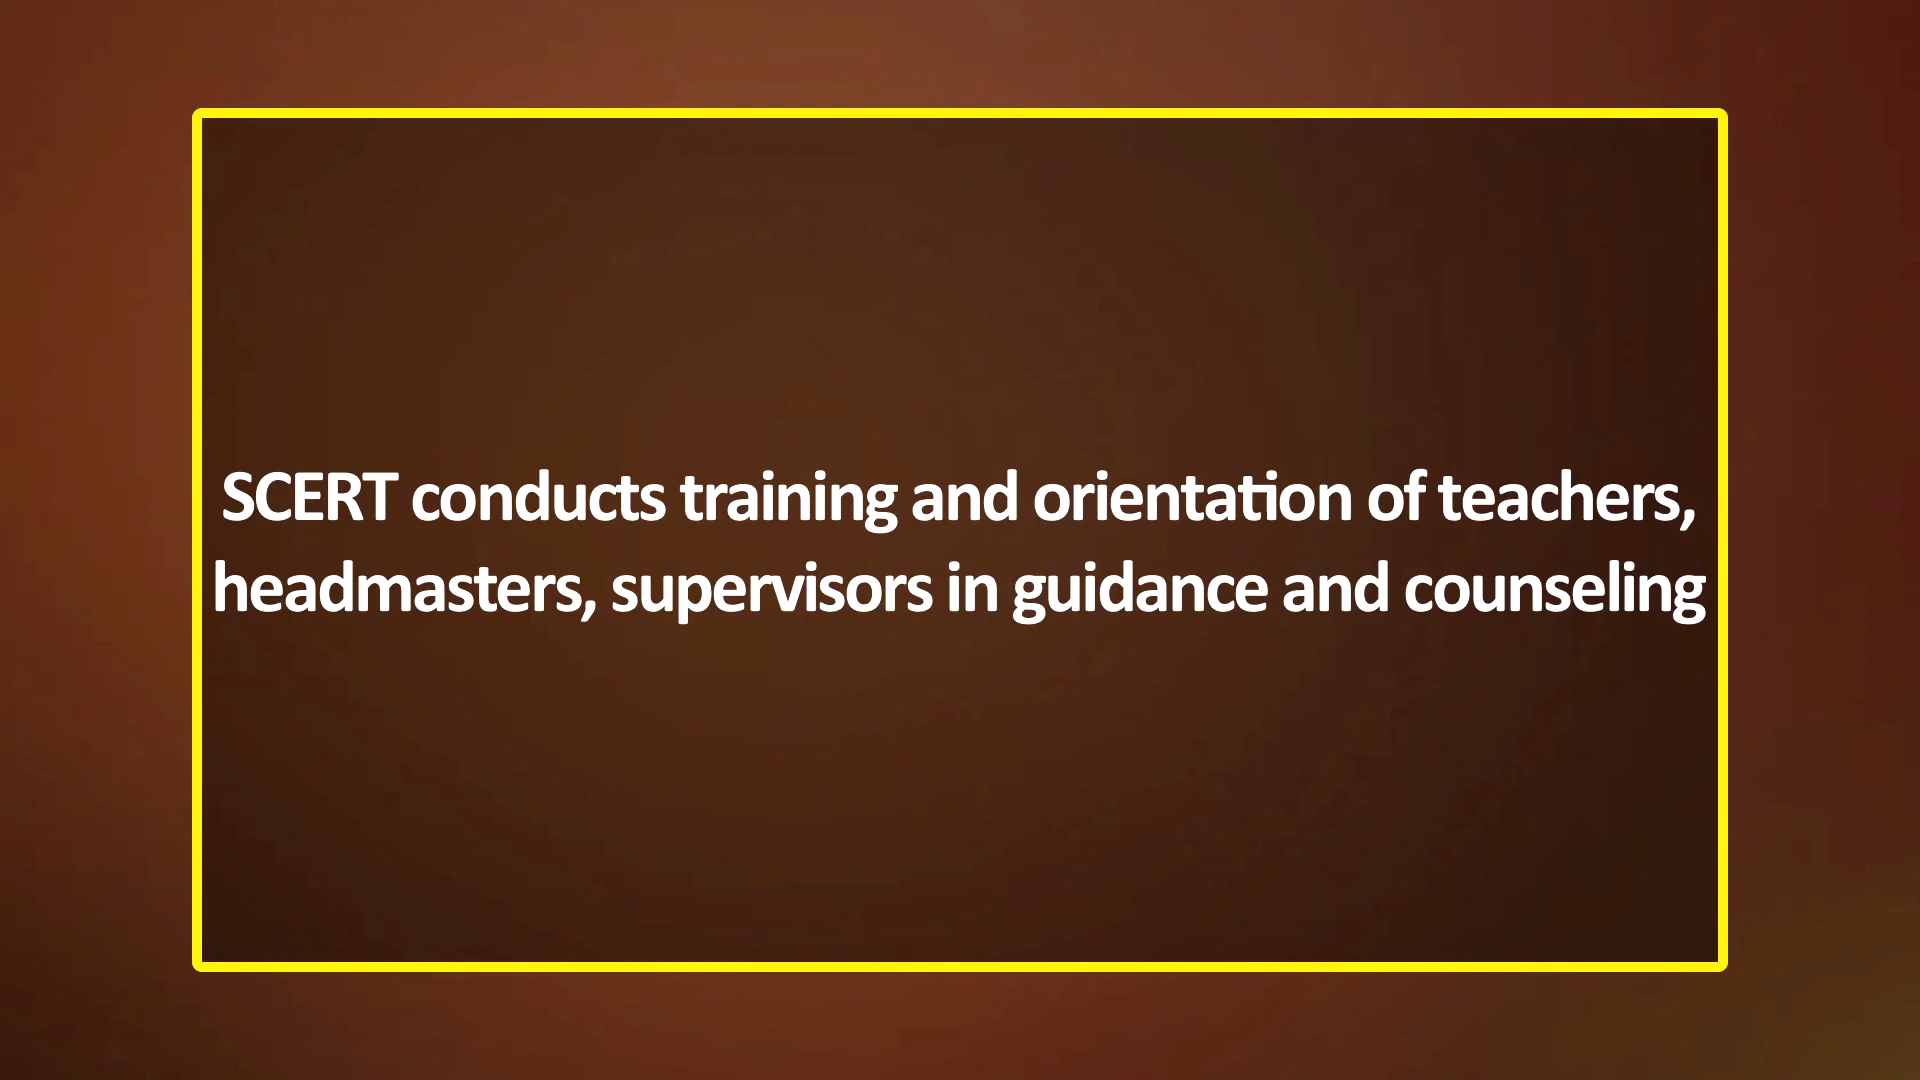 SCERT conducts training and orientation of teachers,
headmasters, supervisors in guidance and counseling